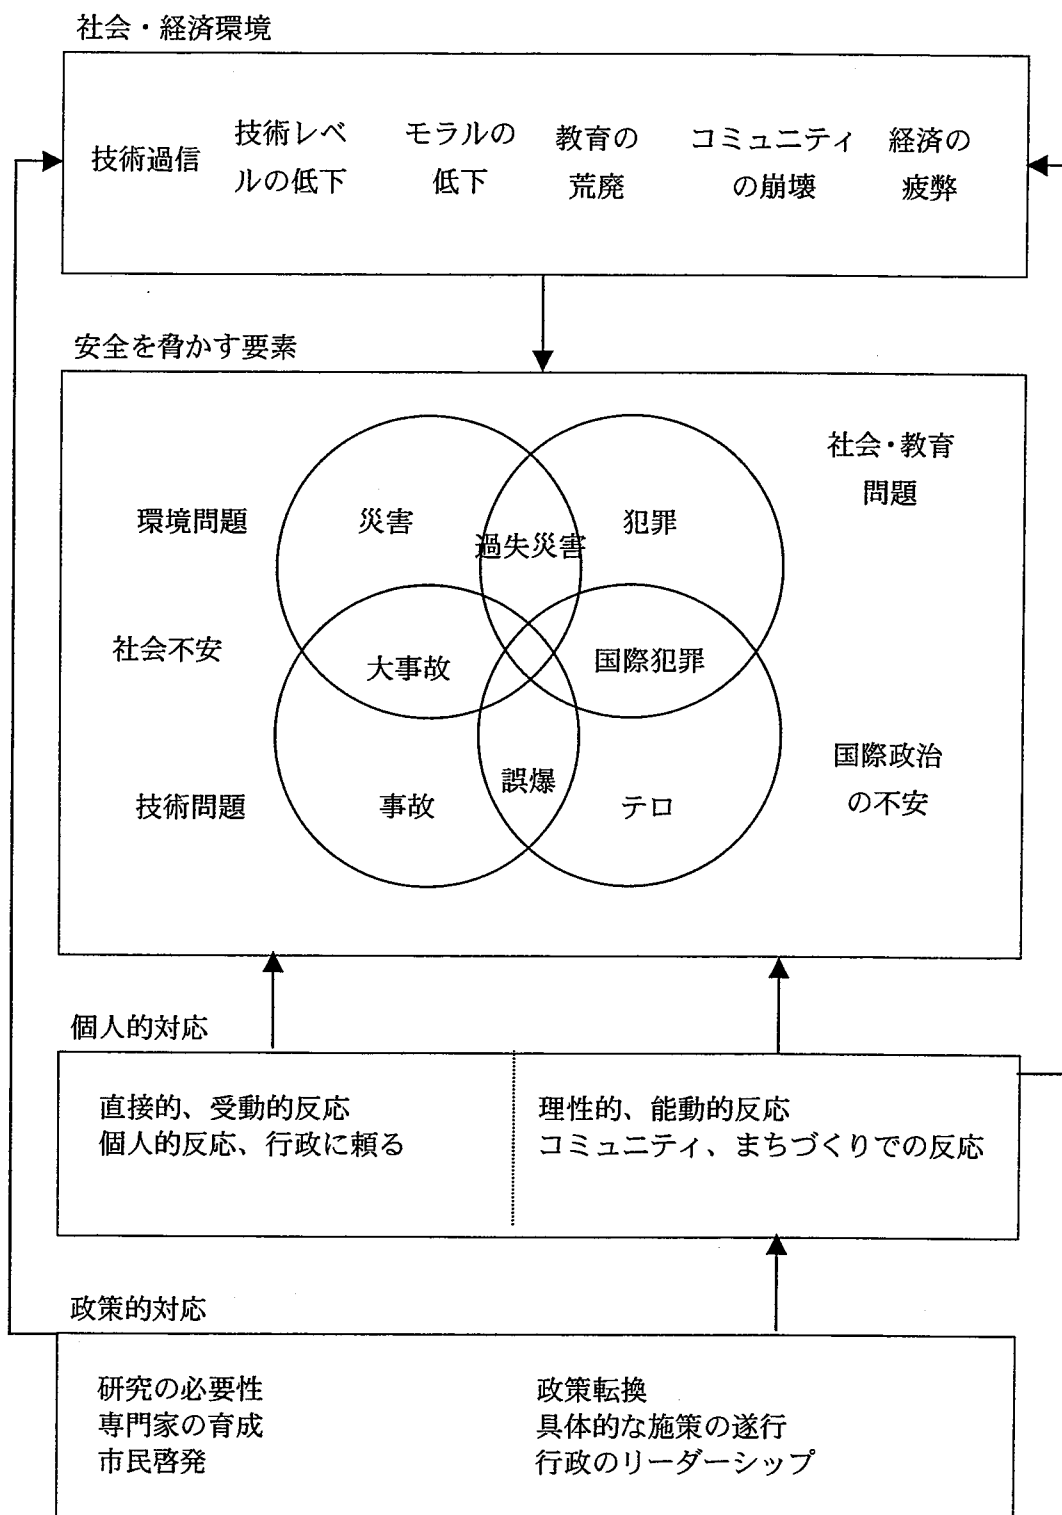 社会・経済環境
技術過信
技術レベ
ルの低下
モラルの
低下
教育の
荒廃
コミュニティ
の崩壊
経済の
疲弊
安全を脅かす要素
社会・教育
問題
環境問題
災害
過失災害
犯罪
社会不安
大事故
国際犯罪
国際政治
の不安
技術問題
事故
誤爆
テロ
個人的対応
直接的、受動的反応
個人的反応、行政に頼る
理性的、能動的反応
コミュニティ、まちづくりでの反応
政策的対応
研究の必要性
専門家の育成
市民啓発
政策転換
具体的な施策の遂行
行政のリーダーシップ